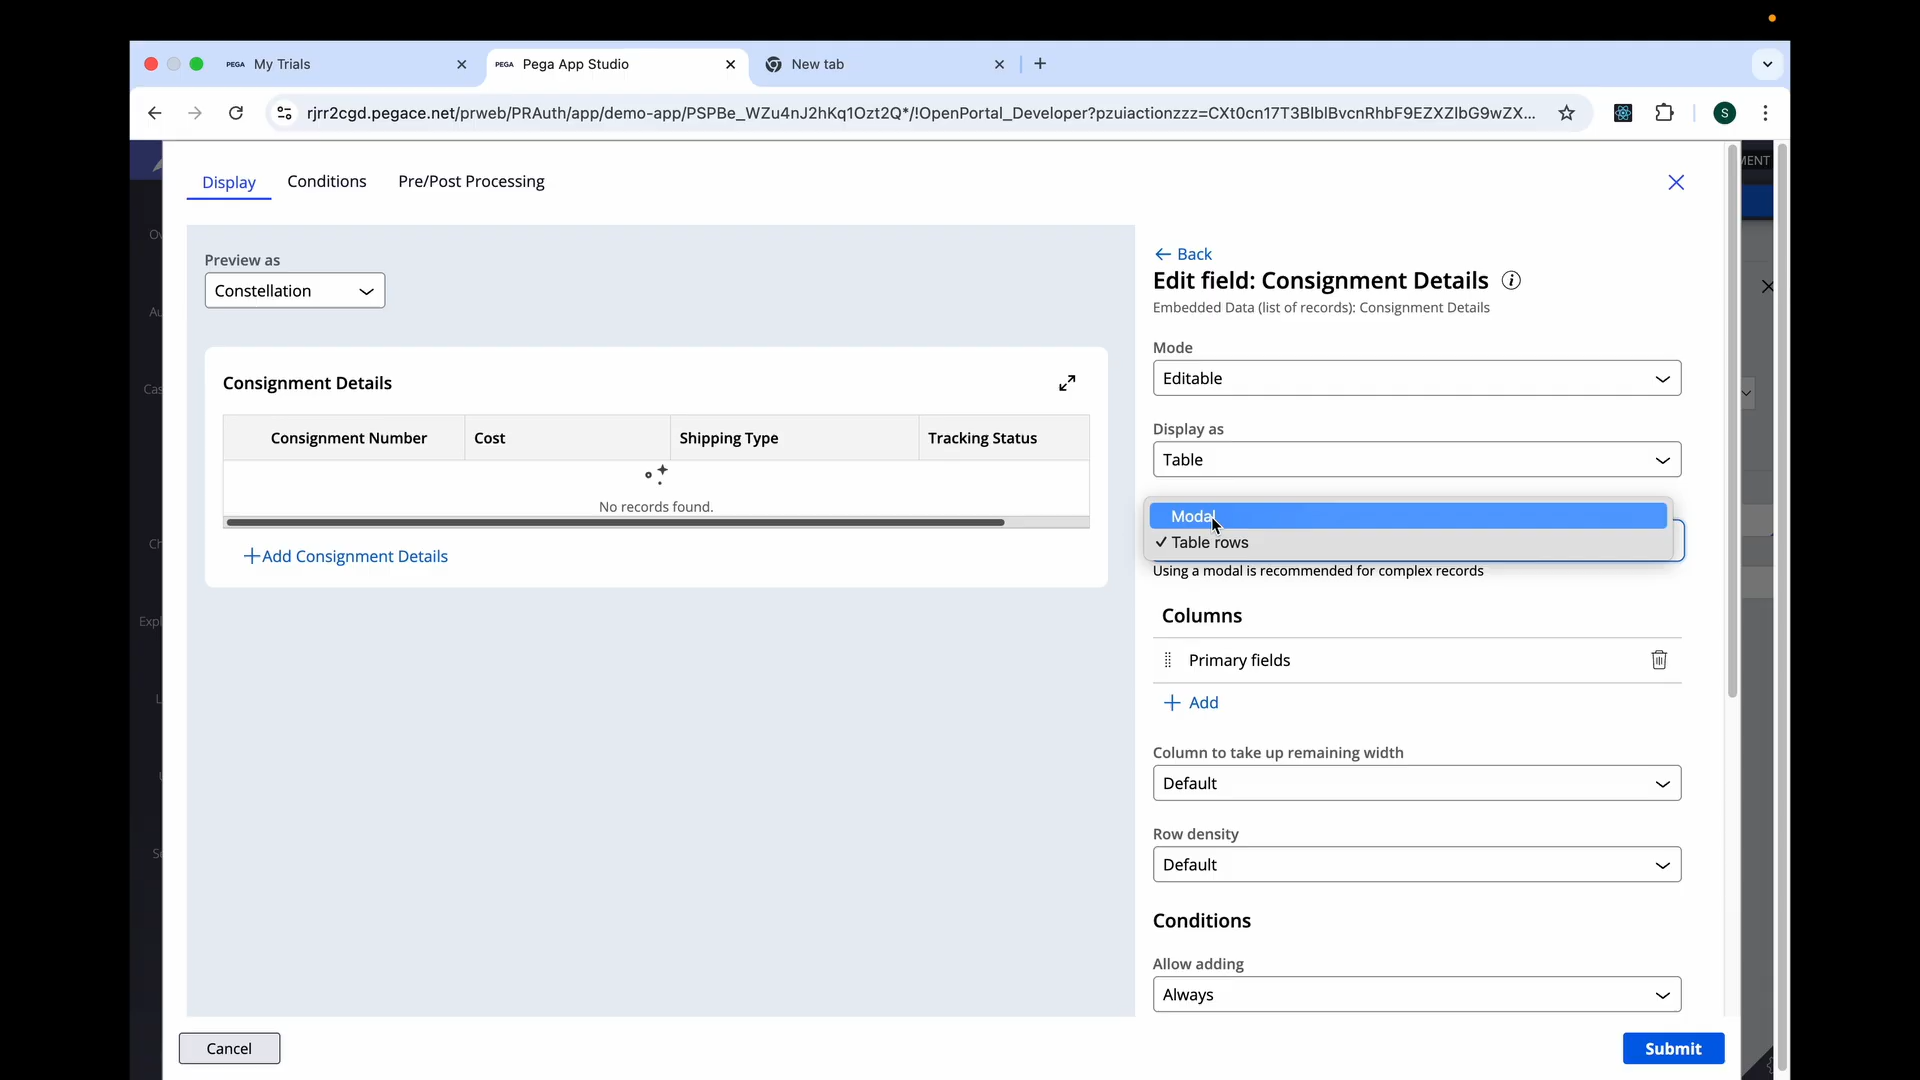 PEGA My Trials
PEGA Pega App Studio
New tab
rjrr2cgd.pegace.net/prweb/PRAuth/app/demo-app/PSPBe_WZu4nJ2hKq1Ozt2Q*/!OpenPortal_Developer?pzuiactionzzz=CXt0cn17T3BlblBvcnRhbF9EZXZlbG9wZX...
S
MENT
Display
Conditions
Pre/Post Processing
Preview as
Constellation
Consignment Details
Consignment Number
Cost
Shipping Type
Tracking Status
No records found.
Add Consignment Details
Back
Edit field: Consignment Details
Embedded Data (list of records): Consignment Details
Mode
Editable
Display as
Table
Modal
✓ Table rows
Using a modal is recommended for complex records
Columns
Primary fields
+ Add
Column to take up remaining width
Default
Row density
Default
Conditions
Allow adding
Always
Cancel
Submit